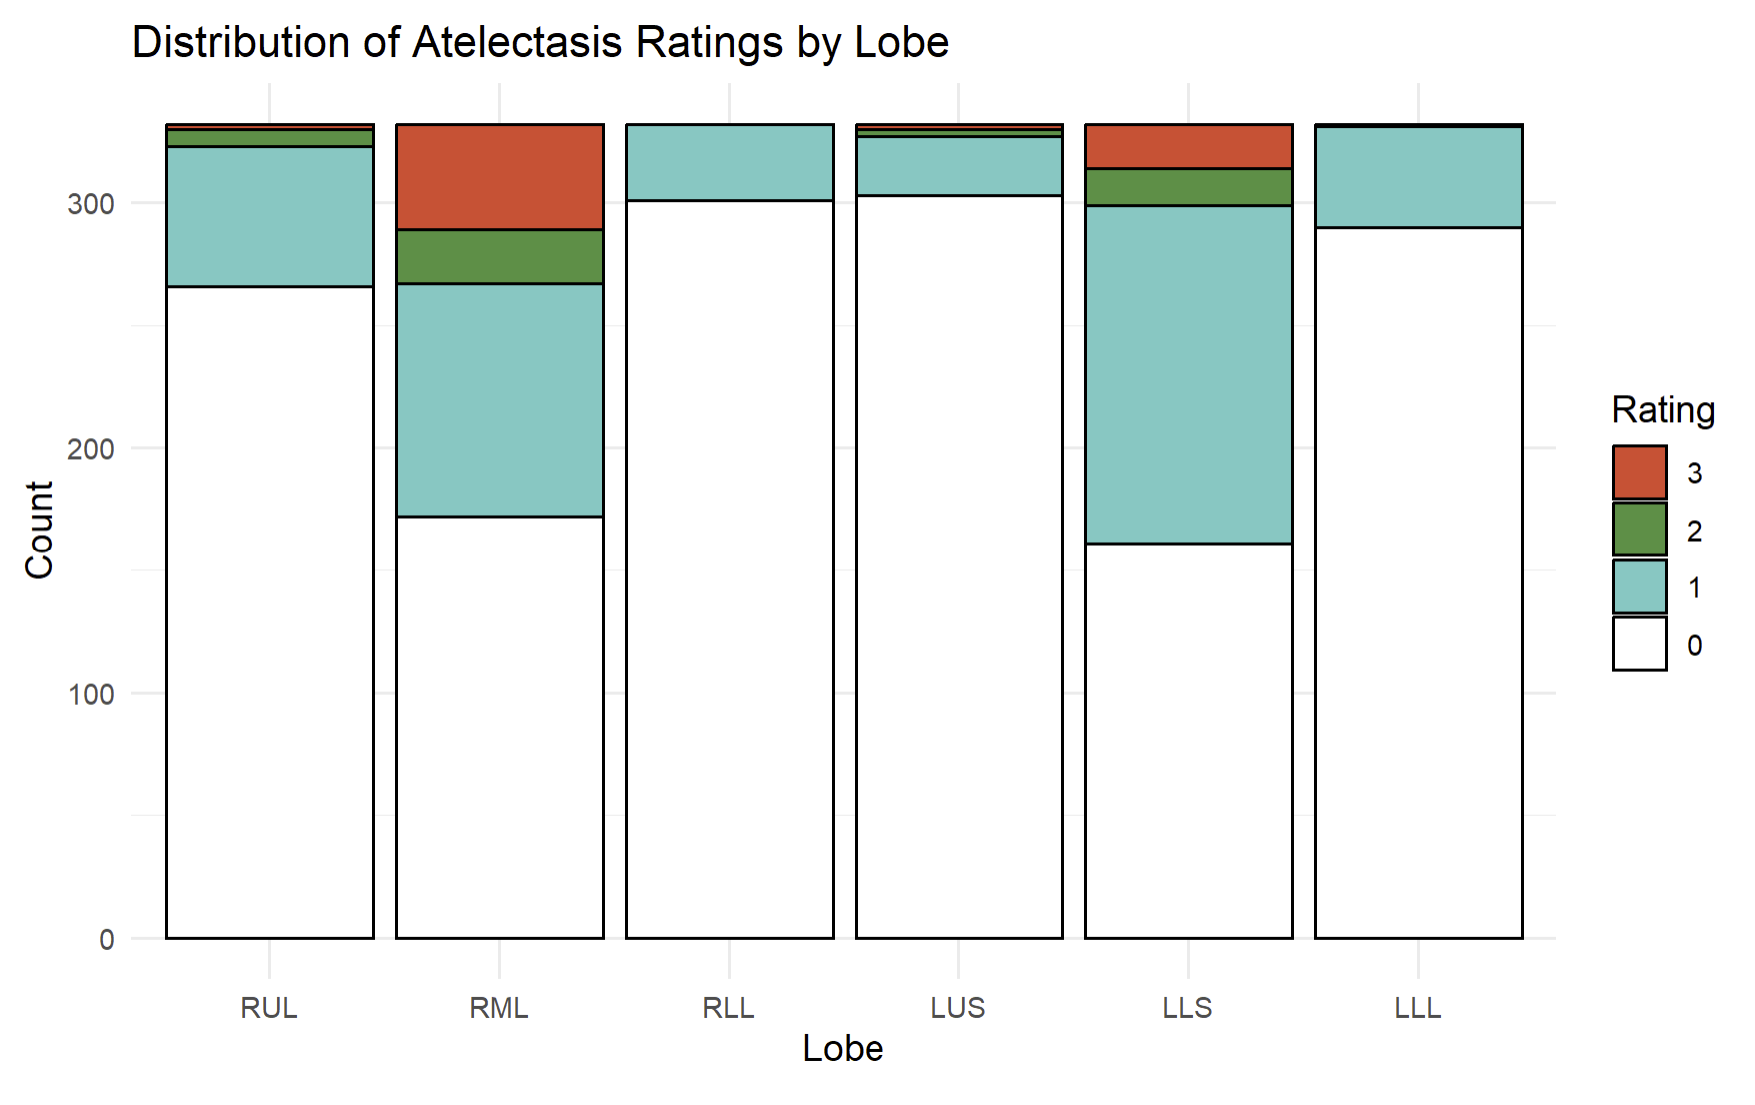 Distribution of Atelectasis Ratings by Lobe
Count
300
200
100
0
RUL RML RLL LUS LLS LLL
Lobe
Rating
3
2
1
0